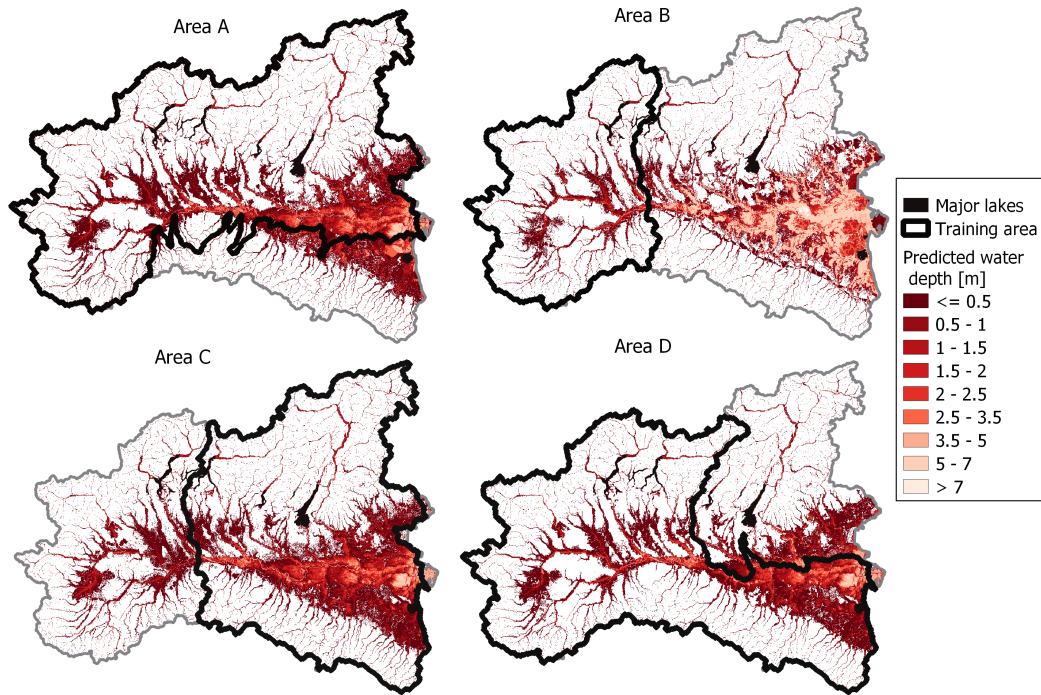 Area A
Area B
Area C
Area D
Major lakes
Training area
Predicted water
depth [m]
<= 0.5
0.5 - 1
1 - 1.5
1.5 - 2
2 - 2.5
2.5 - 3.5
3.5 - 5
5 - 7
> 7